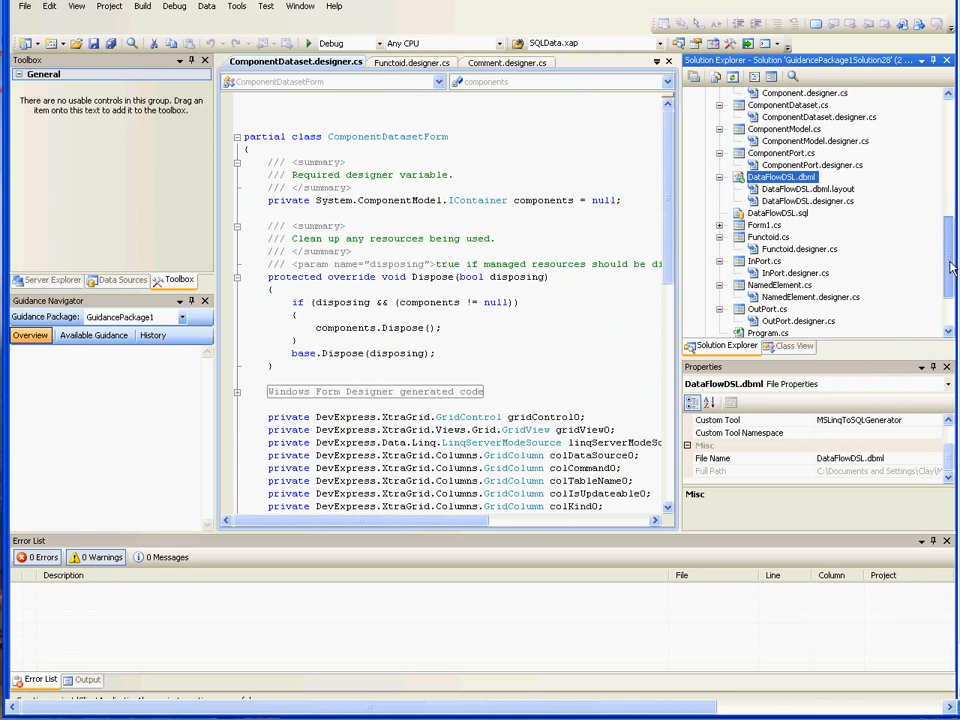 File Edit View Project Build Debug Data Tools Test Window Help
Debug Any CPU SQLData.xap
Toolbox
General
There are no usable controls in this group. Drag an
item onto this text to add it to the toolbox.
Server Explorer Data Sources Toolbox
Guidance Navigator
Guidance Package: GuidancePackage1
Overview Available Guidance History
ComponentDataset.designer.cs Functoid.designer.cs Comment.designer.cs
ComponentDatasetForm components
partial class ComponentDatasetForm
{
/// <summary>
/// Required designer variable.
/// </summary>
private System.ComponentModel.IContainer components = null;
/// <summary>
/// Clean up any resources being used.
/// </summary>
/// <param name="disposing">true if managed resources should be di
protected override void Dispose(bool disposing)
{
if (disposing && (components != null))
{
components.Dispose();
}
base.Dispose(disposing);
}
Windows Form Designer generated code
private DevExpress.XtraGrid.GridControl gridControl0;
private DevExpress.XtraGrid.Views.Grid.GridView gridView0;
private DevExpress.Data.Linq.LinqServerModeSource linqServerModeSo
private DevExpress.XtraGrid.Columns.GridColumn colDataSource0;
private DevExpress.XtraGrid.Columns.GridColumn colCommand0;
private DevExpress.XtraGrid.Columns.GridColumn colTableName0;
private DevExpress.XtraGrid.Columns.GridColumn colIsUpdateable0;
private DevExpress.XtraGrid.Columns.GridColumn colKind0;
Solution Explorer - Solution 'GuidancePackage1Solution28' (2 ...
Component.designer.cs
ComponentDataset.cs
ComponentDataset.designer.cs
ComponentModel.cs
ComponentModel.designer.cs
ComponentPort.cs
ComponentPort.designer.cs
DataFlowDSL.dbml
DataFlowDSL.dbml.layout
DataFlowDSL.designer.cs
DataFlowDSL.sql
Form1.cs
Functoid.cs
Functoid.designer.cs
InPort.cs
InPort.designer.cs
NamedElement.cs
NamedElement.designer.cs
OutPort.cs
OutPort.designer.cs
Program.cs
Solution Explorer Class View
Properties
DataFlowDSL.dbml File Properties
Custom Tool MSLinqToSQLGenerator
Custom Tool Namespace
Misc
File Name DataFlowDSL.dbml
Full Path C:\Documents and Settings\Clay\M
Misc
Error List
0 Errors 0 Warnings 0 Messages
Description File Line Column Project
Error List Output